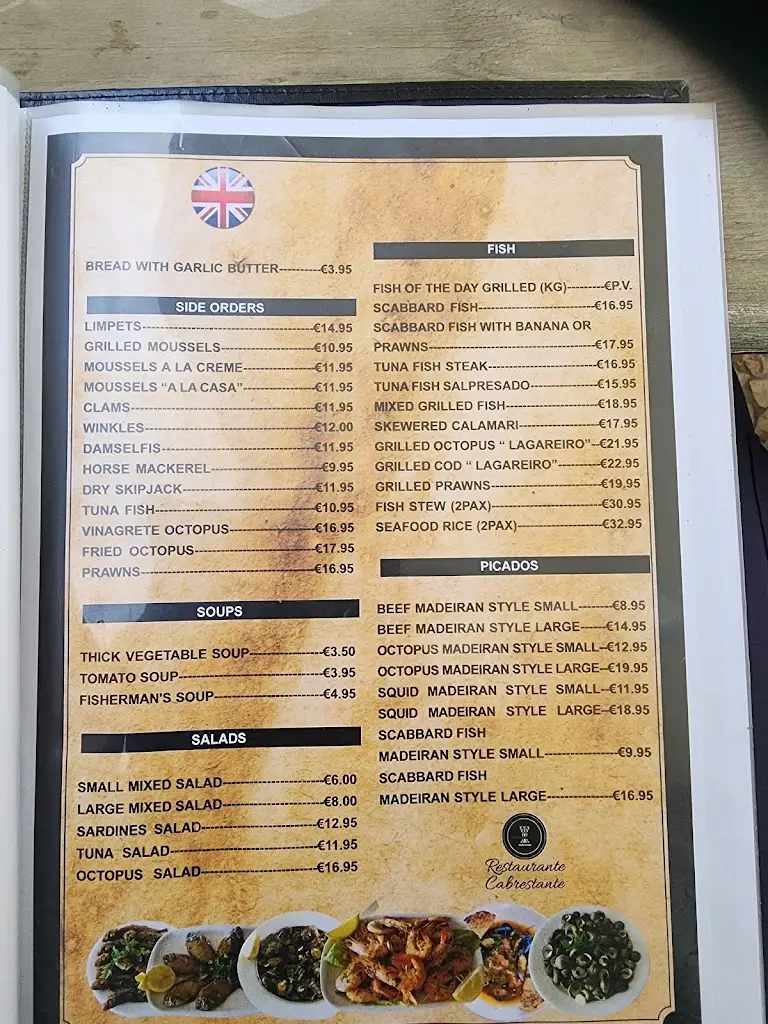 BREAD WITH GARLIC BUTTER----------€3.95
SIDE ORDERS
LIMPETS----------€14.95
GRILLED MOUSSELS----------€10.95
MOUSSELS A LA CREME----------€11.95
MOUSSELS “A LA CASA”----------€11.95
CLAMS----------€11.95
WINKLES----------€12.00
DAMSELFIS----------€11.95
HORSE MACKEREL----------€9.95
DRY SKIPJACK----------€11.95
TUNA FISH----------€10.95
VINAGRETE OCTOPUS----------€16.95
FRIED OCTOPUS----------€17.95
PRAWNS----------€16.95
SOUPS
THICK VEGETABLE SOUP----------€3.50
TOMATO SOUP----------€3.95
FISHERMAN'S SOUP----------€4.95
SALADS
SMALL MIXED SALAD----------€6.00
LARGE MIXED SALAD----------€8.00
SARDINES SALAD----------€12.95
TUNA SALAD----------€11.95
OCTOPUS SALAD----------€16.95
FISH
FISH OF THE DAY GRILLED (KG)---------€P.V.
SCABBARD FISH----------€16.95
SCABBARD FISH WITH BANANA OR
PRAWNS----------€17.95
TUNA FISH STEAK----------€16.95
TUNA FISH SALPRESADO----------€15.95
MIXED GRILLED FISH----------€18.95
SKEWERED CALAMARI----------€17.95
GRILLED OCTOPUS “ LAGAREIRO”--€21.95
GRILLED COD “ LAGAREIRO”----------€22.95
GRILLED PRAWNS----------€19,95
FISH STEW (2PAX)----------€30.95
SEAFOOD RICE (2PAX)----------€32.95
PICADOS
BEEF MADEIRAN STYLE SMALL--------€8.95
BEEF MADEIRAN STYLE LARGE------€14.95
OCTOPUS MADEIRAN STYLE SMALL--€12.95
OCTOPUS MADEIRAN STYLE LARGE--€19.95
SQUID MADEIRAN STYLE SMALL--€11.95
SQUID MADEIRAN STYLE LARGE--€18.95
SCABBARD FISH
MADEIRAN STYLE SMALL----------€9.95
SCABBARD FISH
MADEIRAN STYLE LARGE----------€16.95
Restaurante
Cabrestante